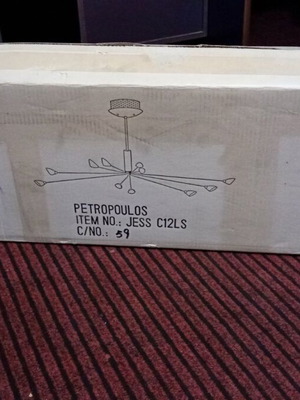 PETROPOULOS
ITEM NO.: JESS C12LS
C/NO.: 59